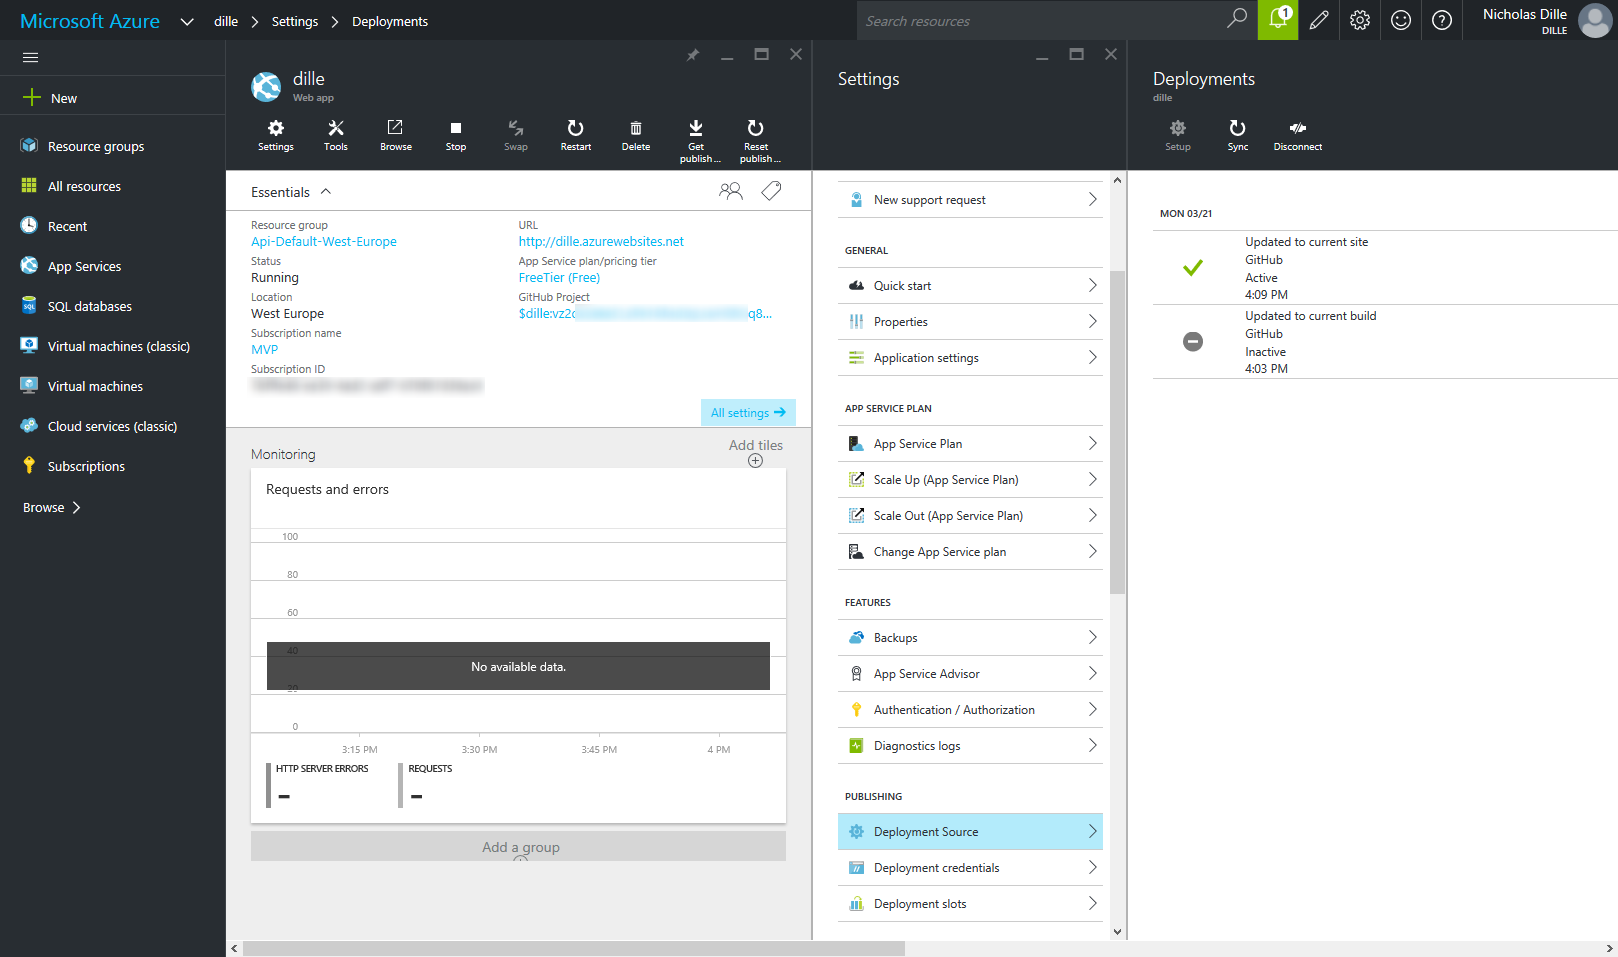 Microsoft Azure
dille
Settings
Deployments
Search resources
1
Nicholas Dille
DILLE
New
Resource groups
All resources
Recent
App Services
SQL databases
Virtual machines (classic)
Virtual machines
Cloud services (classic)
Subscriptions
Browse
dille
Web app
Settings
Tools
Browse
Stop
Swap
Restart
Delete
Get
publish ...
Reset
publish ...
Essentials
Resource group
Api-Default-West-Europe
Status
Running
Location
West Europe
Subscription name
MVP
Subscription ID
URL
http://dille.azurewebsites.net
App Service plan/pricing tier
FreeTier (Free)
GitHub Project
$dille:vz2 q8...
All settings
Monitoring
Add tiles
Requests and errors
100
80
60
40
20
0
No available data.
3:15 PM
3:30 PM
3:45 PM
4 PM
HTTP SERVER ERRORS
–
REQUESTS
–
Add a group
Settings
New support request
GENERAL
Quick start
Properties
Application settings
APP SERVICE PLAN
App Service Plan
Scale Up (App Service Plan)
Scale Out (App Service Plan)
Change App Service plan
FEATURES
Backups
App Service Advisor
Authentication / Authorization
Diagnostics logs
PUBLISHING
Deployment Source
Deployment credentials
Deployment slots
Deployments
dille
Setup
Sync
Disconnect
MON 03/21
Updated to current site
GitHub
Active
4:09 PM
Updated to current build
GitHub
Inactive
4:03 PM